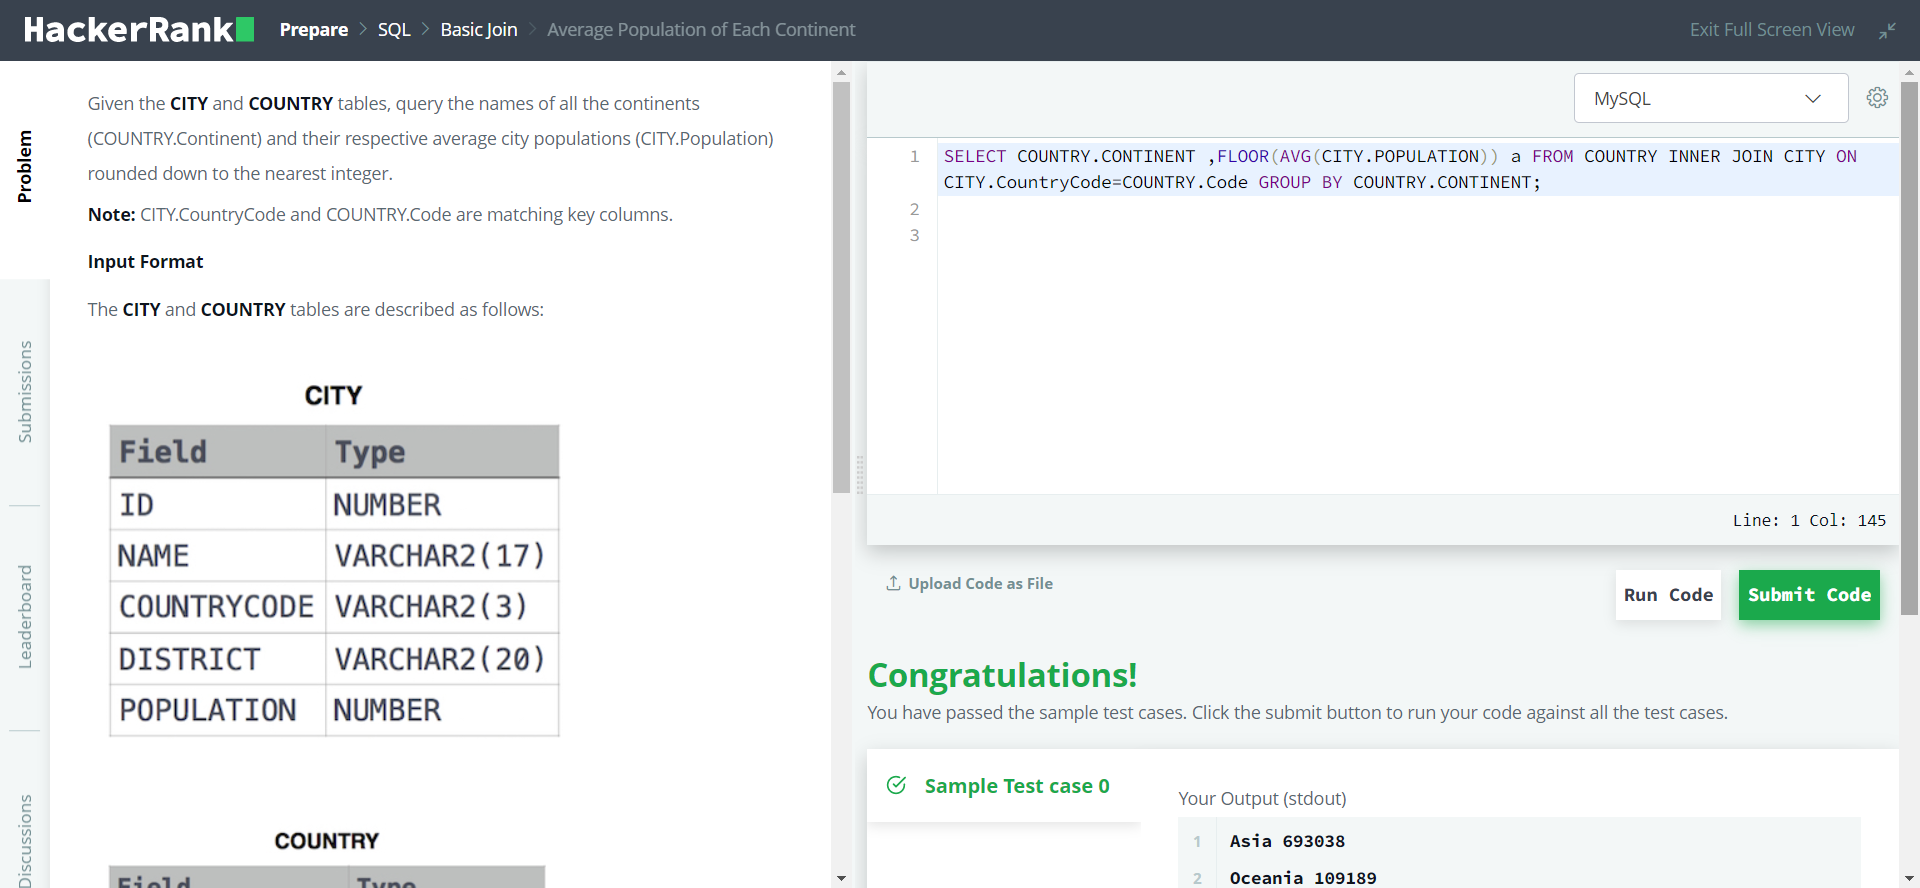 HackerRank
Prepare > SQL > Basic Join > Average Population of Each Continent
Exit Full Screen View
Problem
Submissions
Leaderboard
Discussions
Given the CITY and COUNTRY tables, query the names of all the continents
(COUNTRY.Continent) and their respective average city populations (CITY.Population)
rounded down to the nearest integer.
Note: CITY.CountryCode and COUNTRY.Code are matching key columns.
Input Format
The CITY and COUNTRY tables are described as follows:
CITY
Field Type
ID NUMBER
NAME VARCHAR2(17)
COUNTRYCODE VARCHAR2(3)
DISTRICT VARCHAR2(20)
POPULATION NUMBER
COUNTRY
Field Type
MySQL
1 SELECT COUNTRY.CONTINENT ,FLOOR(AVG(CITY.POPULATION)) a FROM COUNTRY INNER JOIN CITY ON
CITY.CountryCode=COUNTRY.Code GROUP BY COUNTRY.CONTINENT;
2
3
Line: 1 Col: 145
Upload Code as File
Run Code
Submit Code
Congratulations!
You have passed the sample test cases. Click the submit button to run your code against all the test cases.
Sample Test case 0
Your Output (stdout)
1 Asia 693038
2 Oceania 109189